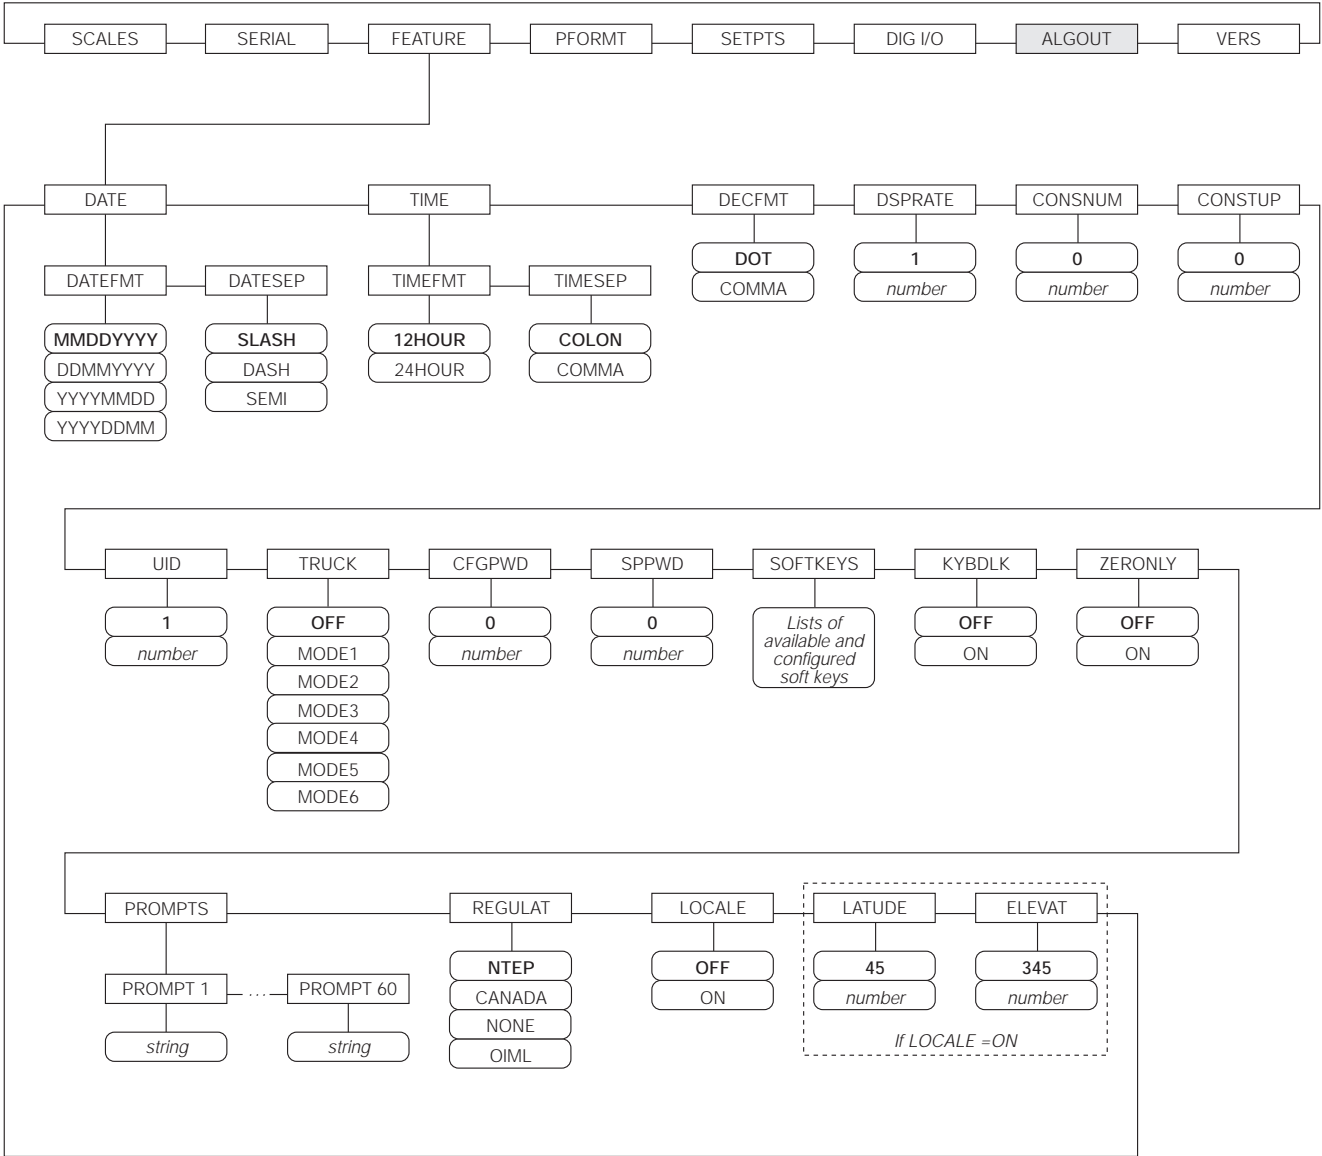 SCALES SERIAL FEATURE PFORMT SETPTS DIG I/O ALGOUT VERS
DATE TIME DECFMT DSPRATE CONSNUM CONSTUP
DOT 1 0 0
COMMA number number number
DATEFMT DATESEP TIMEFMT TIMESEP
MMDDYYYY SLASH 12HOUR COLON
DDMMYYYY DASH 24HOUR COMMA
YYYYMMDD SEMI
YYYYDDMM
UID TRUCK CFGPWD SPPWD SOFTKEYS KYBDLK ZERONLY
1 OFF 0 0 Lists of OFF OFF
number MODE1 number number available and ON ON
MODE2 configured
MODE3 soft keys
MODE4
MODE5
MODE6
PROMPTS REGULAT LOCALE LATUDE ELEVAT
NTEP OFF 45 345
PROMPT 1 ... PROMPT 60 CANADA ON number number
NONE
string string OIML If LOCALE =ON